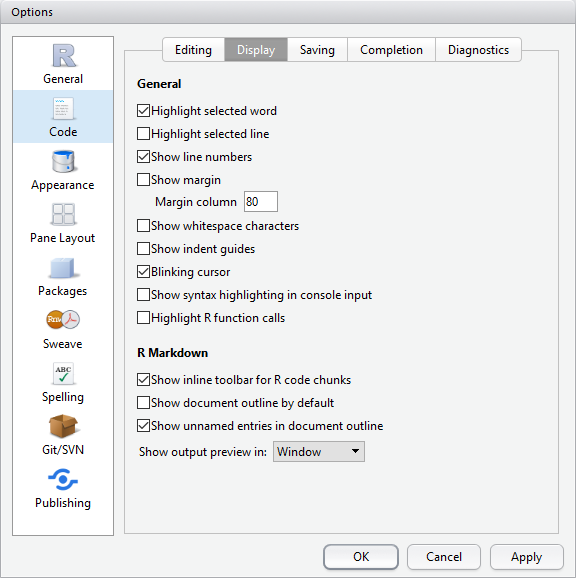 Options
R
General
Code
Appearance
Pane Layout
Packages
Rnw
Sweave
ABC
Spelling
Git/SVN
Publishing
Editing
Display
Saving
Completion
Diagnostics
General
Highlight selected word
Highlight selected line
Show line numbers
Show margin
Margin column 80
Show whitespace characters
Show indent guides
Blinking cursor
Show syntax highlighting in console input
Highlight R function calls
R Markdown
Show inline toolbar for R code chunks
Show document outline by default
Show unnamed entries in document outline
Show output preview in: Window
OK
Cancel
Apply